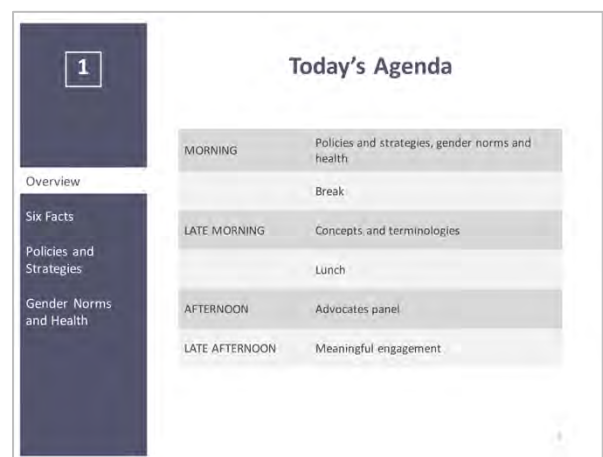 1
Overview
Six Facts
Policies and
Strategies
Gender Norms
and Health
Today's Agenda
MORNING Policies and strategies, gender norms and
health
Break
LATE MORNING Concepts and terminologies
Lunch
AFTERNOON Advocates panel
LATE AFTERNOON Meaningful engagement